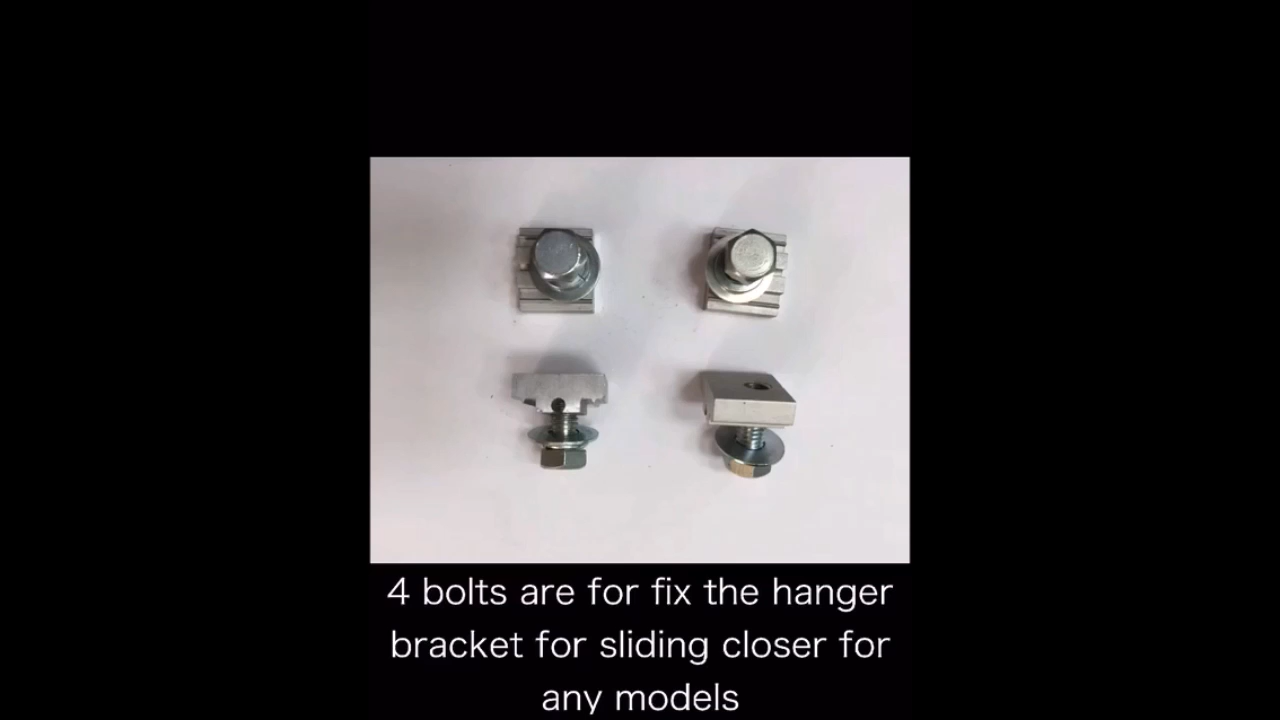 4 bolts are for fix the hanger
bracket for sliding closer for
any models